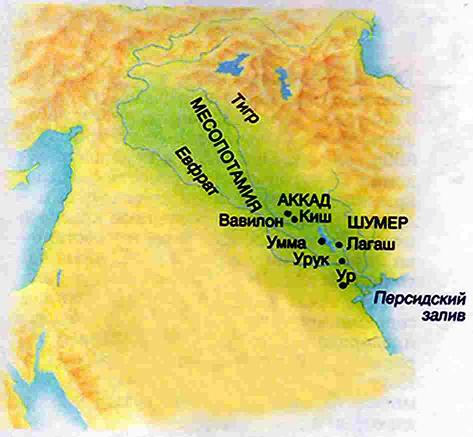 Тигр
МЕСОПОТАМИЯ
Евфрат
АККАД
Вавилон
Киш
ШУМЕР
Умма
Лагаш
Урук
Ур
Персидский
залив